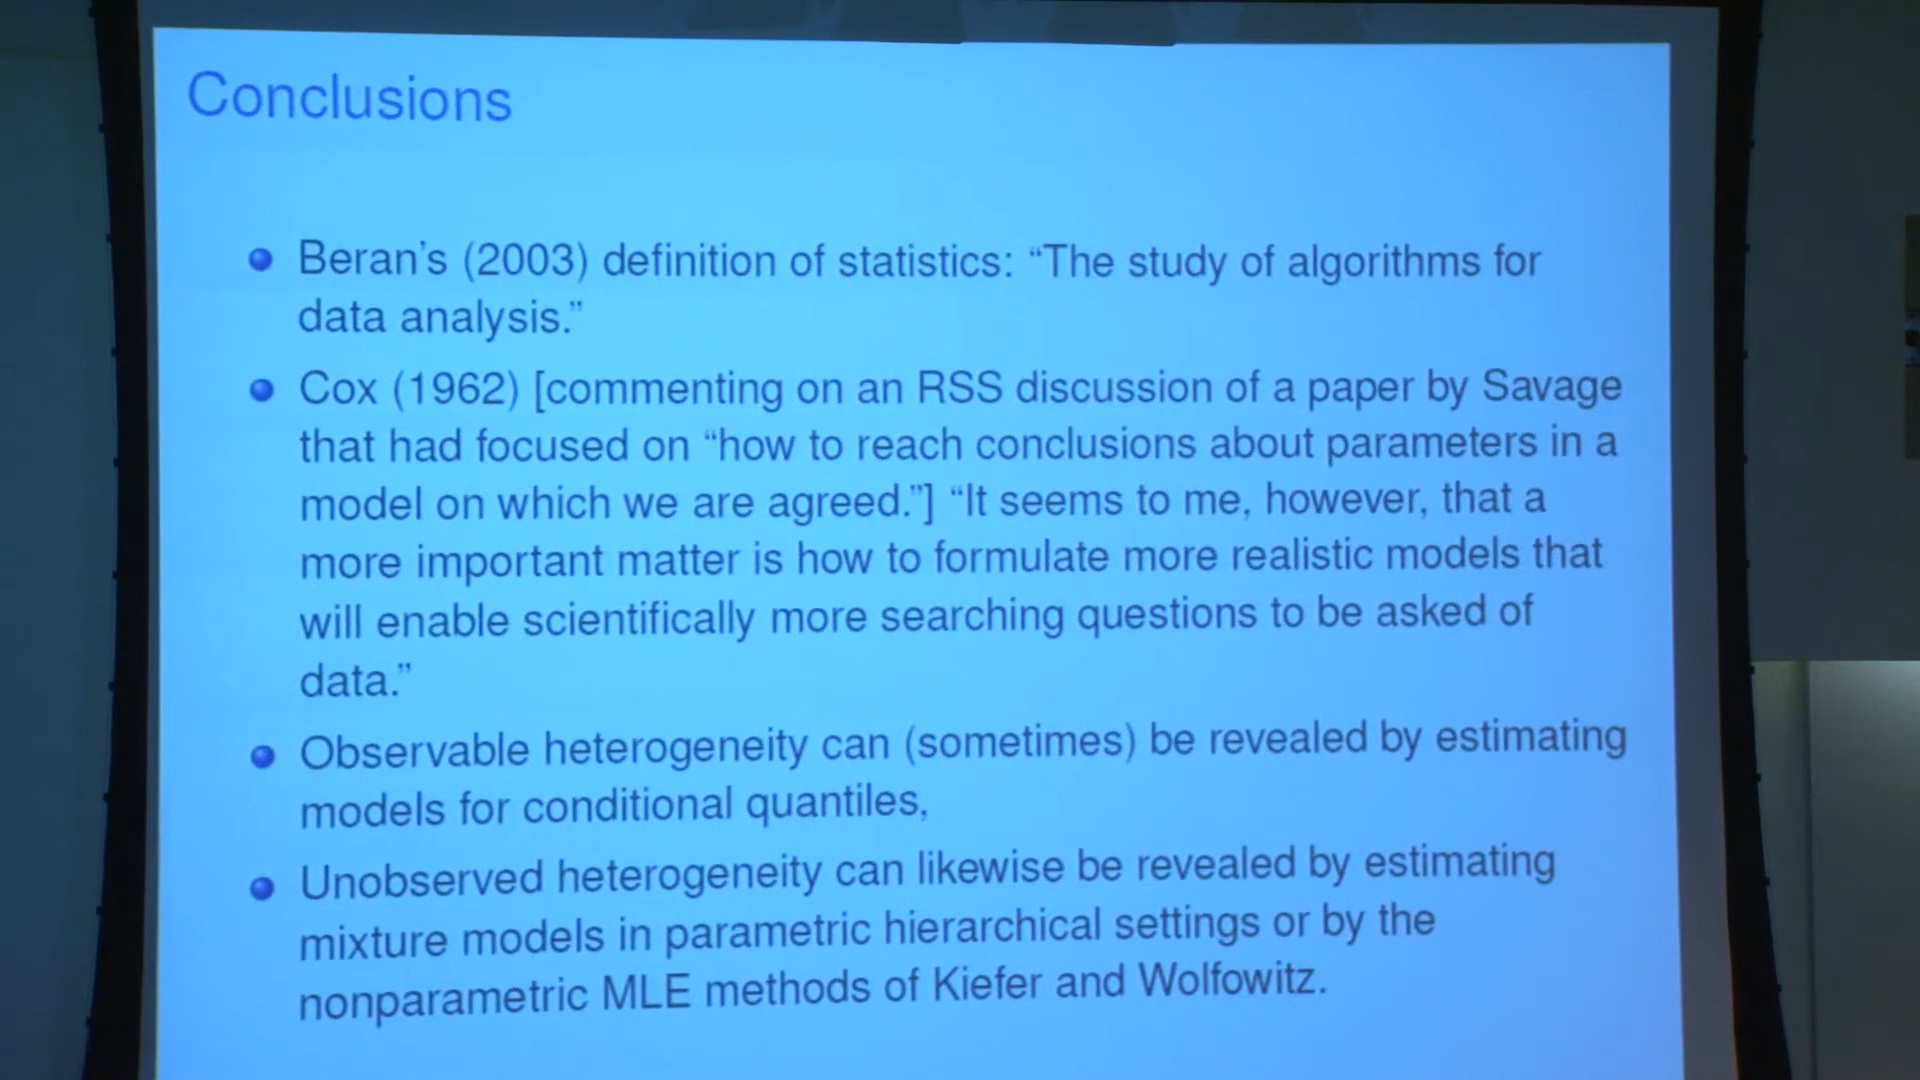 Conclusions
Beran's (2003) definition of statistics: “The study of algorithms for
data analysis.”
Cox (1962) [commenting on an RSS discussion of a paper by Savage
that had focused on “how to reach conclusions about parameters in a
model on which we are agreed.”] “It seems to me, however, that a
more important matter is how to formulate more realistic models that
will enable scientifically more searching questions to be asked of
data.”
Observable heterogeneity can (sometimes) be revealed by estimating
models for conditional quantiles,
Unobserved heterogeneity can likewise be revealed by estimating
mixture models in parametric hierarchical settings or by the
nonparametric MLE methods of Kiefer and Wolfowitz.